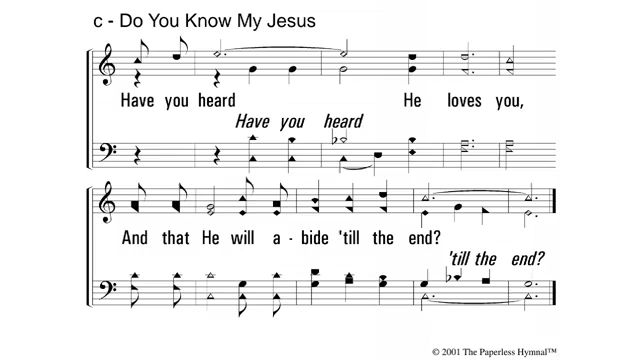 c - Do You Know My Jesus
Have you heard He loves you,
Have you heard
And that He will a - bide 'till the end?
'till the end?
© 2001 The Paperless Hymnal™